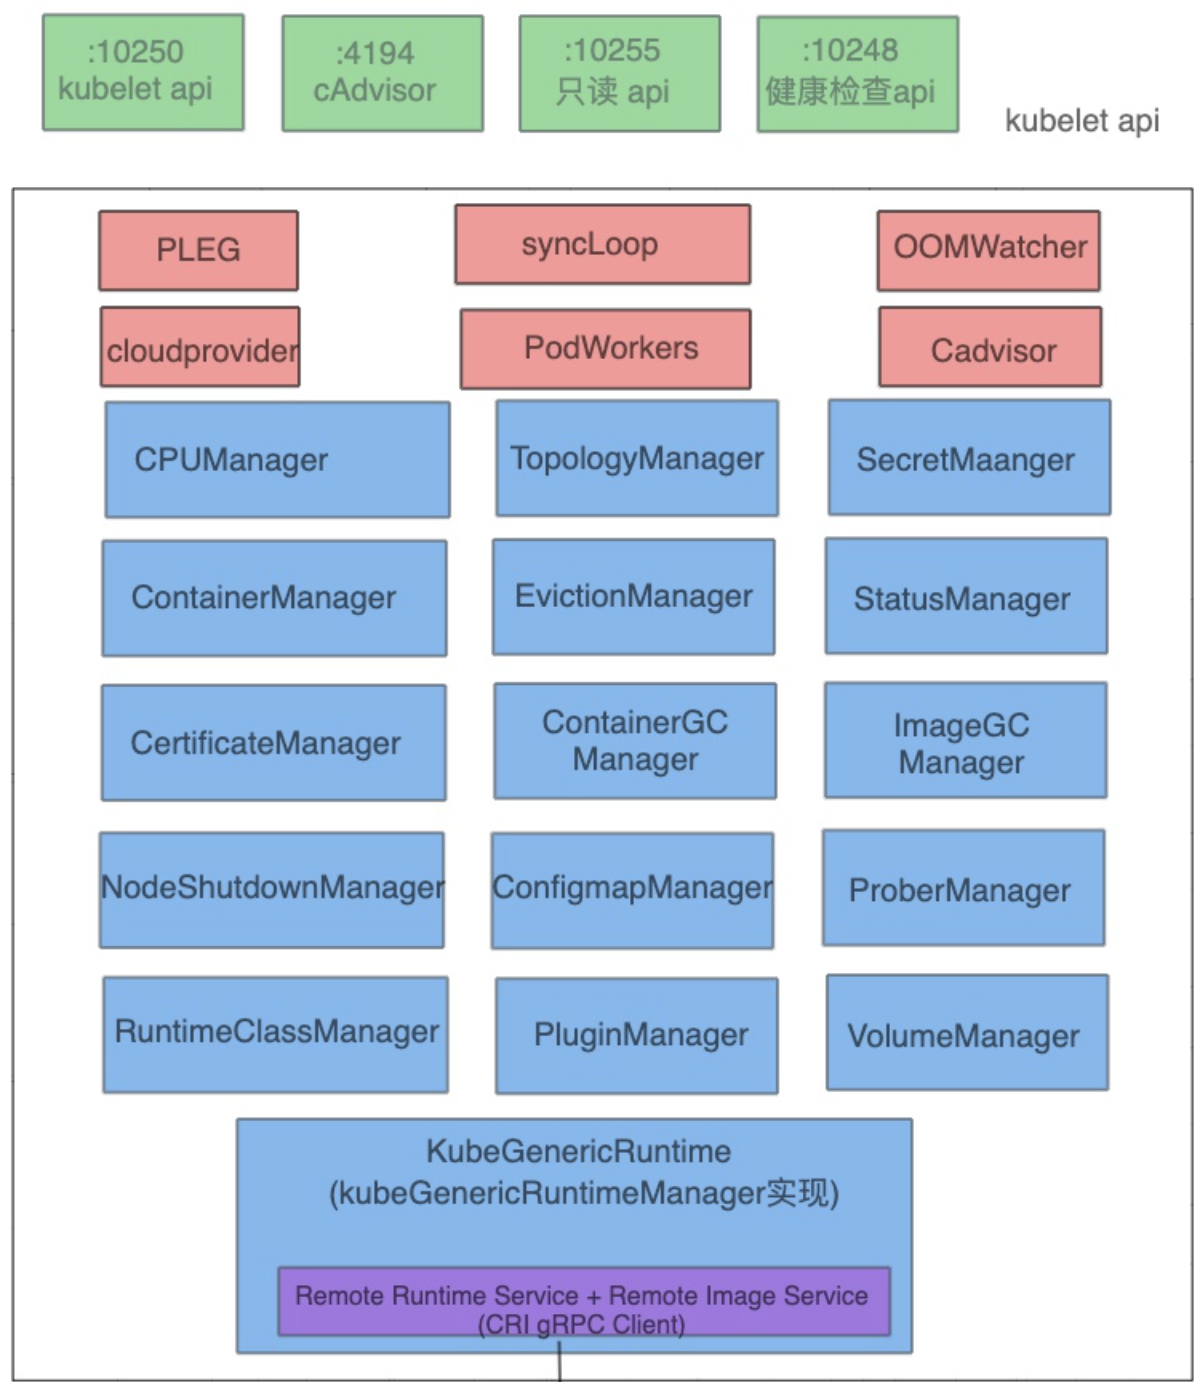 :10250
kubelet api
:4194
cAdvisor
:10255
只读 api
:10248
健康检查api
kubelet api
PLEG
syncLoop
OOMWatcher
cloudprovider
PodWorkers
Cadvisor
CPUManager
TopologyManager
SecretMaanger
ContainerManager
EvictionManager
StatusManager
CertificateManager
ContainerGC
Manager
ImageGC
Manager
NodeShutdownManager
ConfigmapManager
ProberManager
RuntimeClassManager
PluginManager
VolumeManager
KubeGenericRuntime
(kubeGenericRuntimeManager实现)
Remote Runtime Service + Remote Image Service
(CRI gRPC Client)